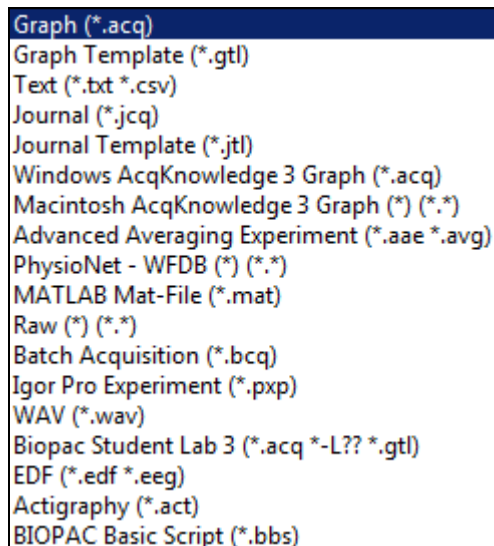 Graph (*.acq)
Graph Template (*.gtl)
Text (*.txt *.csv)
Journal (*.jcq)
Journal Template (*.jtl)
Windows AcqKnowledge 3 Graph (*.acq)
Macintosh AcqKnowledge 3 Graph (*) (*.*)
Advanced Averaging Experiment (*.aae *.avg)
PhysioNet - WFDB (*) (*.*)
MATLAB Mat-File (*.mat)
Raw (*) (*.*)
Batch Acquisition (*.bcq)
Igor Pro Experiment (*.pxp)
WAV (*.wav)
Biopac Student Lab 3 (*.acq *-L?? *.gtl)
EDF (*.edf *.eeg)
Actigraphy (*.act)
BIOPAC Basic Script (*.bbs)